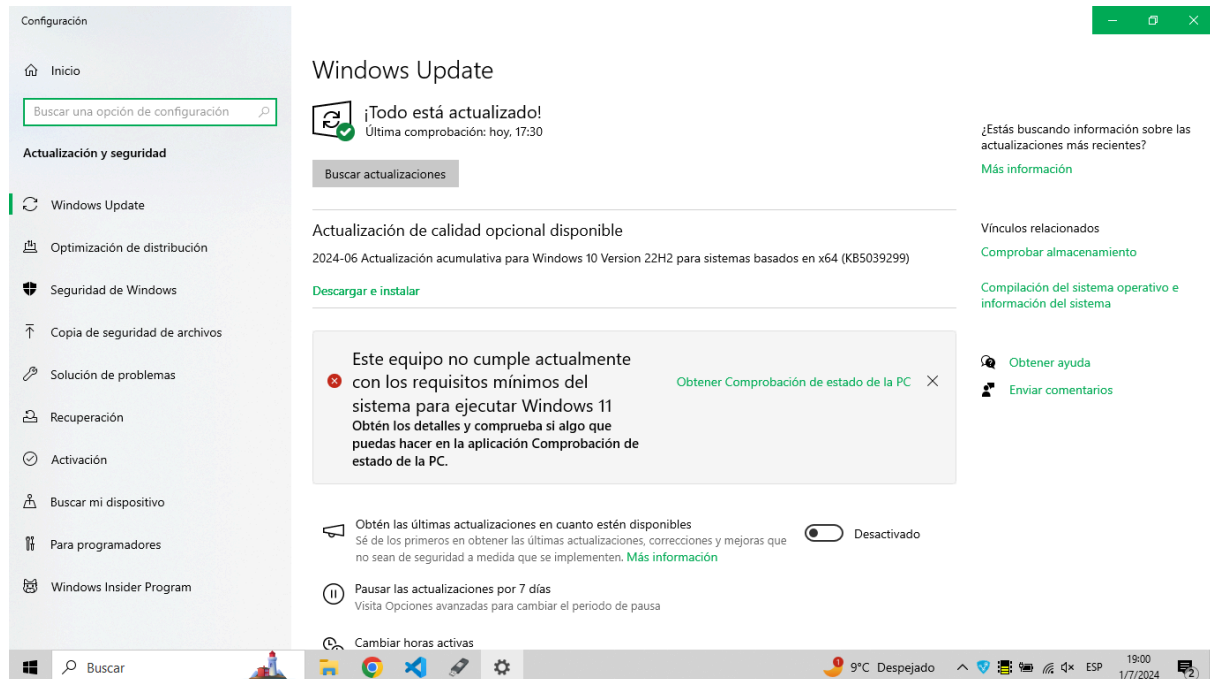 Configuración
Inicio
Buscar una opción de configuración
Actualización y seguridad
Windows Update
Optimización de distribución
Seguridad de Windows
Copia de seguridad de archivos
Solución de problemas
Recuperación
Activación
Buscar mi dispositivo
Para programadores
Windows Insider Program
Windows Update
¡Todo está actualizado!
Última comprobación: hoy, 17:30
Buscar actualizaciones
Actualización de calidad opcional disponible
2024-06 Actualización acumulativa para Windows 10 Version 22H2 para sistemas basados en x64 (KB5039299)
Descargar e instalar
Este equipo no cumple actualmente
con los requisitos mínimos del
sistema para ejecutar Windows 11
Obtén los detalles y comprueba si algo que
puedas hacer en la aplicación Comprobación de
estado de la PC.
Obtener Comprobación de estado de la PC
Obtén las últimas actualizaciones en cuanto estén disponibles
Sé de los primeros en obtener las últimas actualizaciones, correcciones y mejoras que
no sean de seguridad a medida que se implementen. Más información
Desactivado
Pausar las actualizaciones por 7 días
Visita Opciones avanzadas para cambiar el periodo de pausa
Cambiar horas activas
¿Estás buscando información sobre las
actualizaciones más recientes?
Más información
Vínculos relacionados
Comprobar almacenamiento
Compilación del sistema operativo e
información del sistema
Obtener ayuda
Enviar comentarios
Buscar
9°C Despejado
ESP
19:00
1/7/2024
2